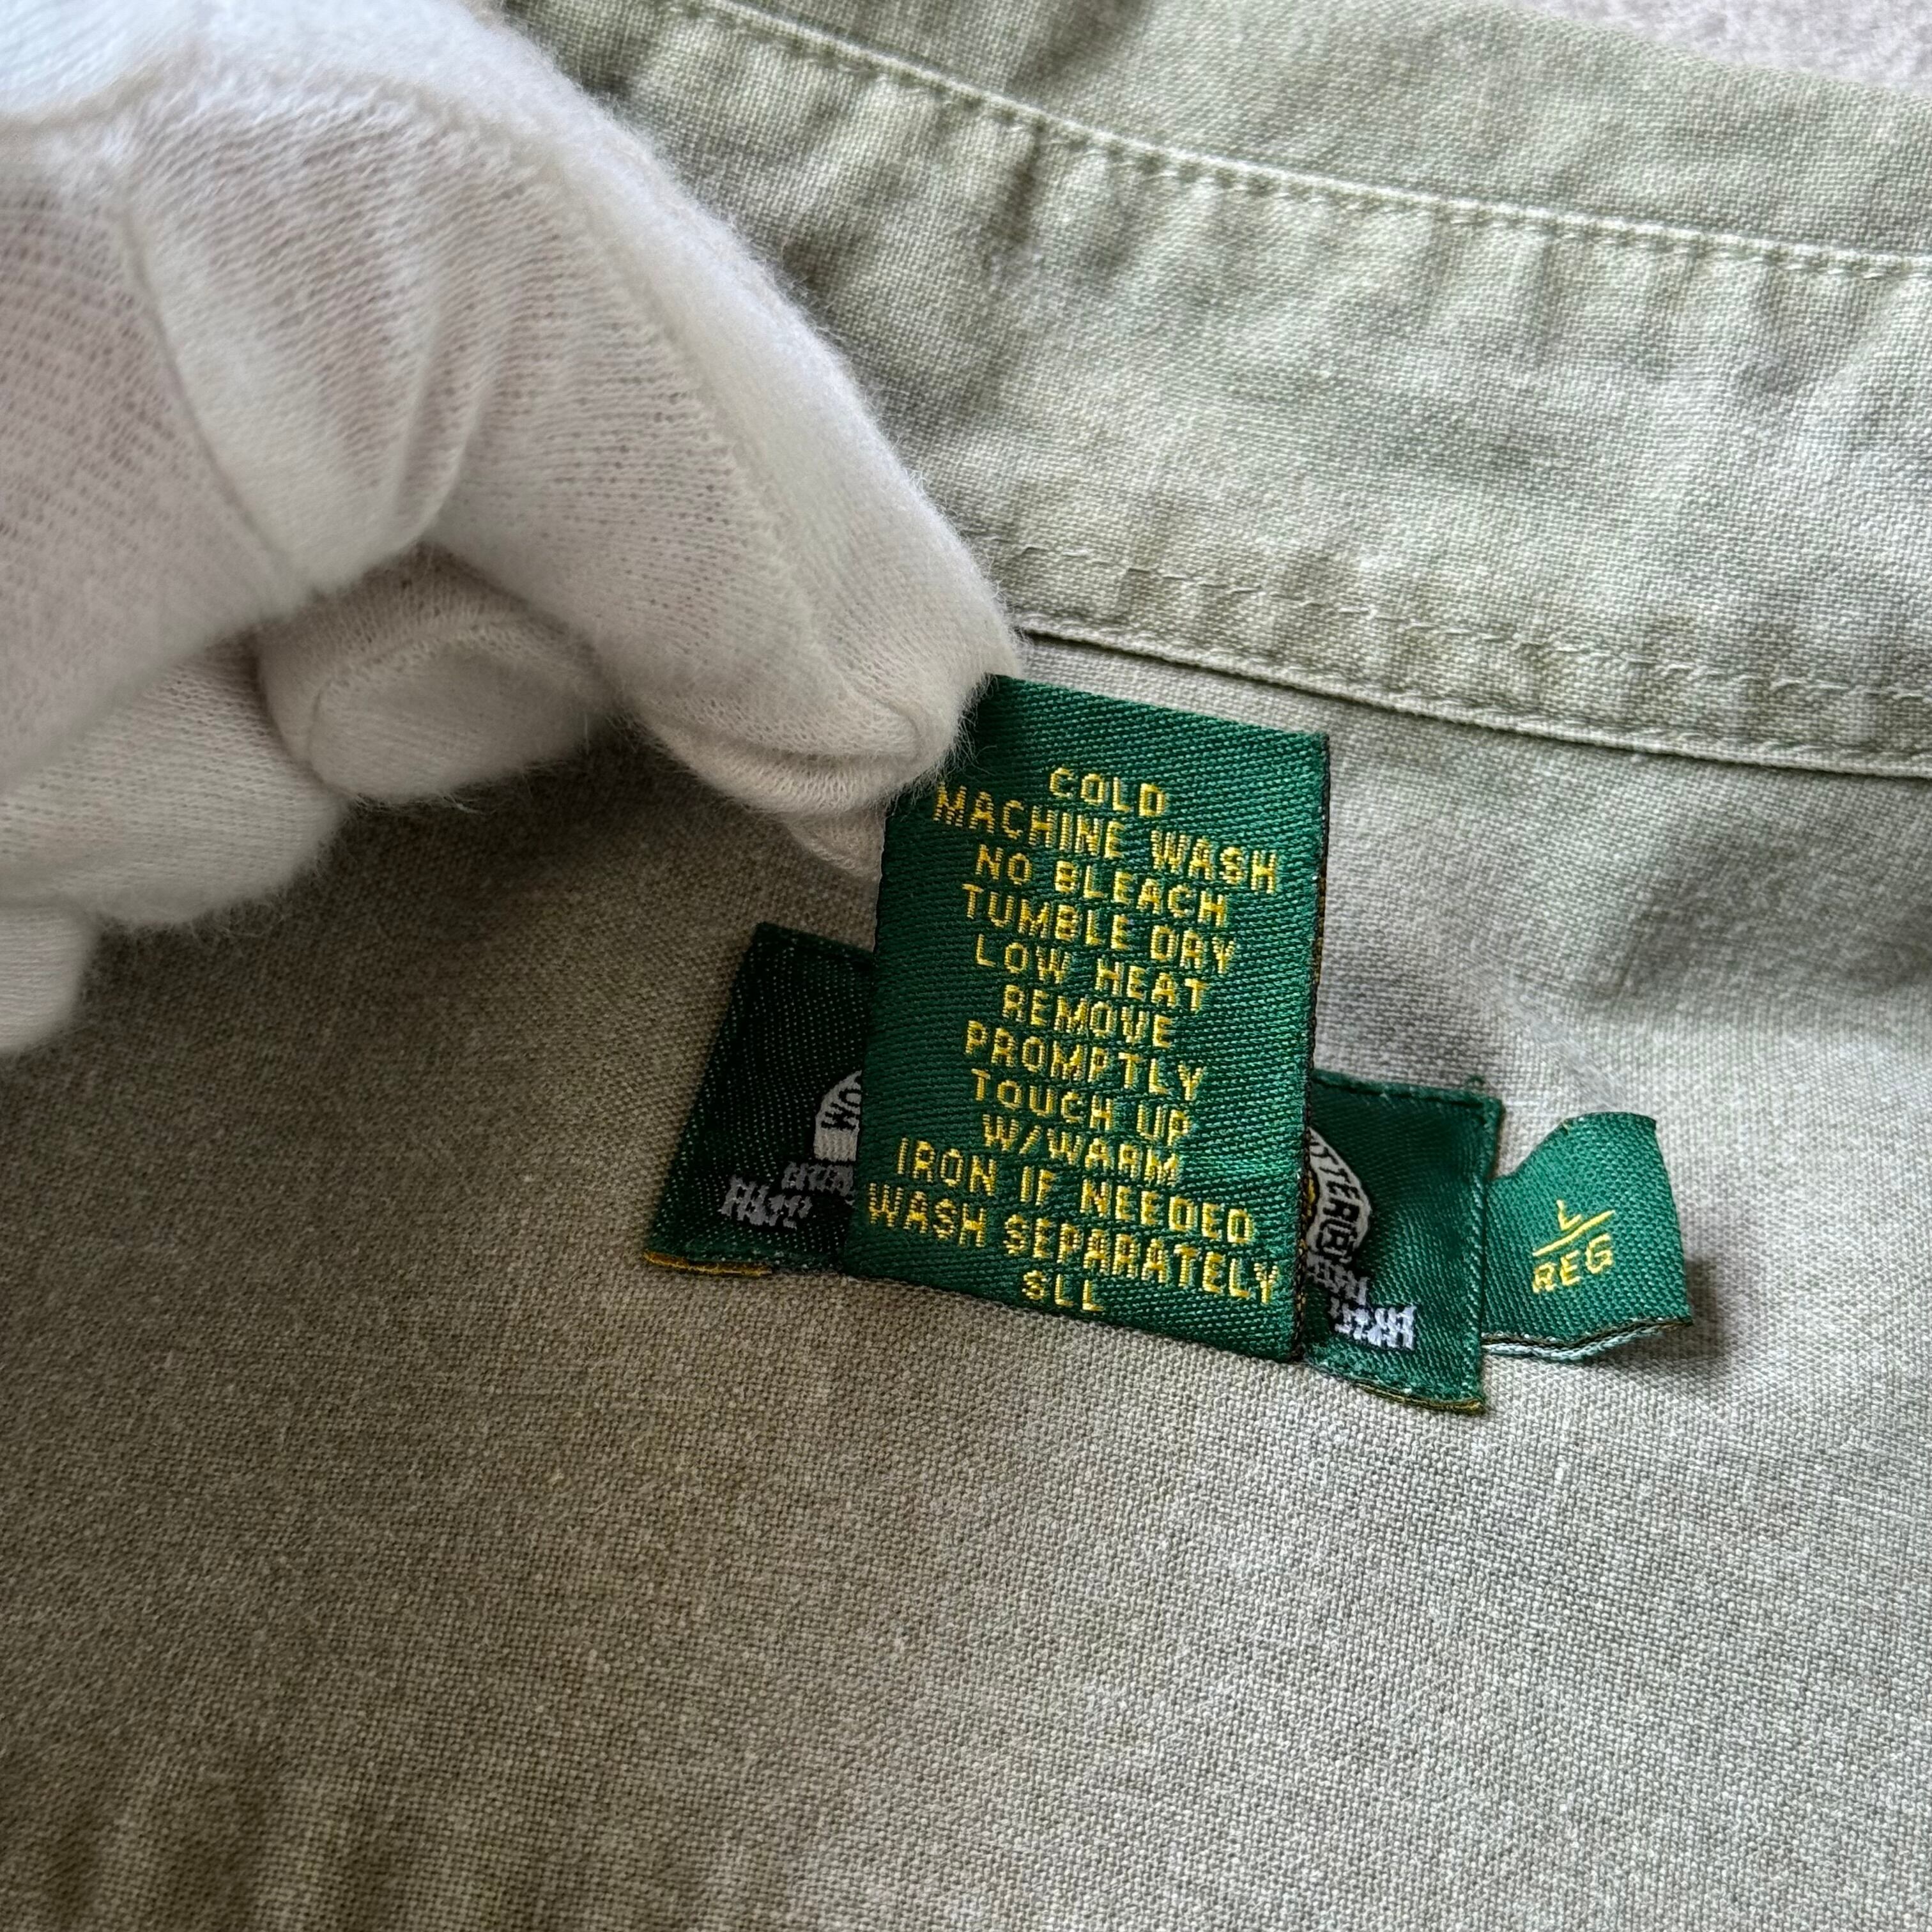 COLD
MACHINE WASH
NO BLEACH
TUMBLE DRY
LOW HEAT
REMOVE
PROMPTLY
TOUCH UP
W/WARM
IRON IF NEEDED
WASH SEPARATELY
SLL
L/
REG